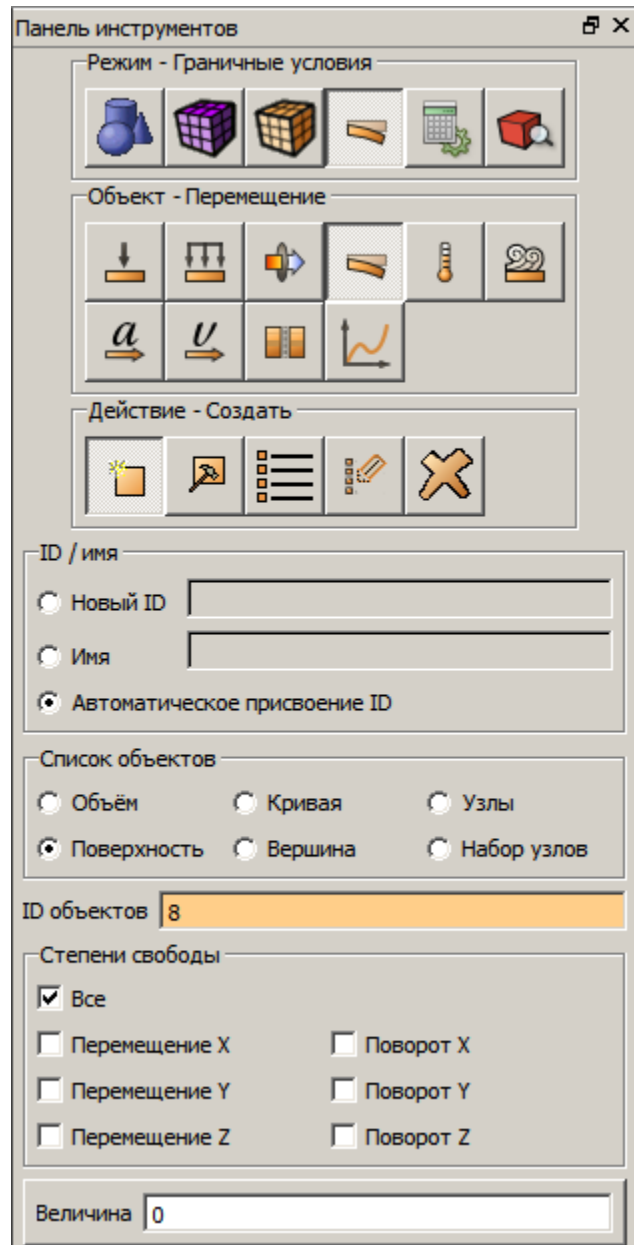 Панель инструментов
Режим - Граничные условия
Объект - Перемещение
a v
Действие - Создать
ID / имя
Новый ID
Имя
Автоматическое присвоение ID
Список объектов
Объём Кривая Узлы
Поверхность Вершина Набор узлов
ID объектов 8
Степени свободы
Все
Перемещение X Поворот X
Перемещение Y Поворот Y
Перемещение Z Поворот Z
Величина 0